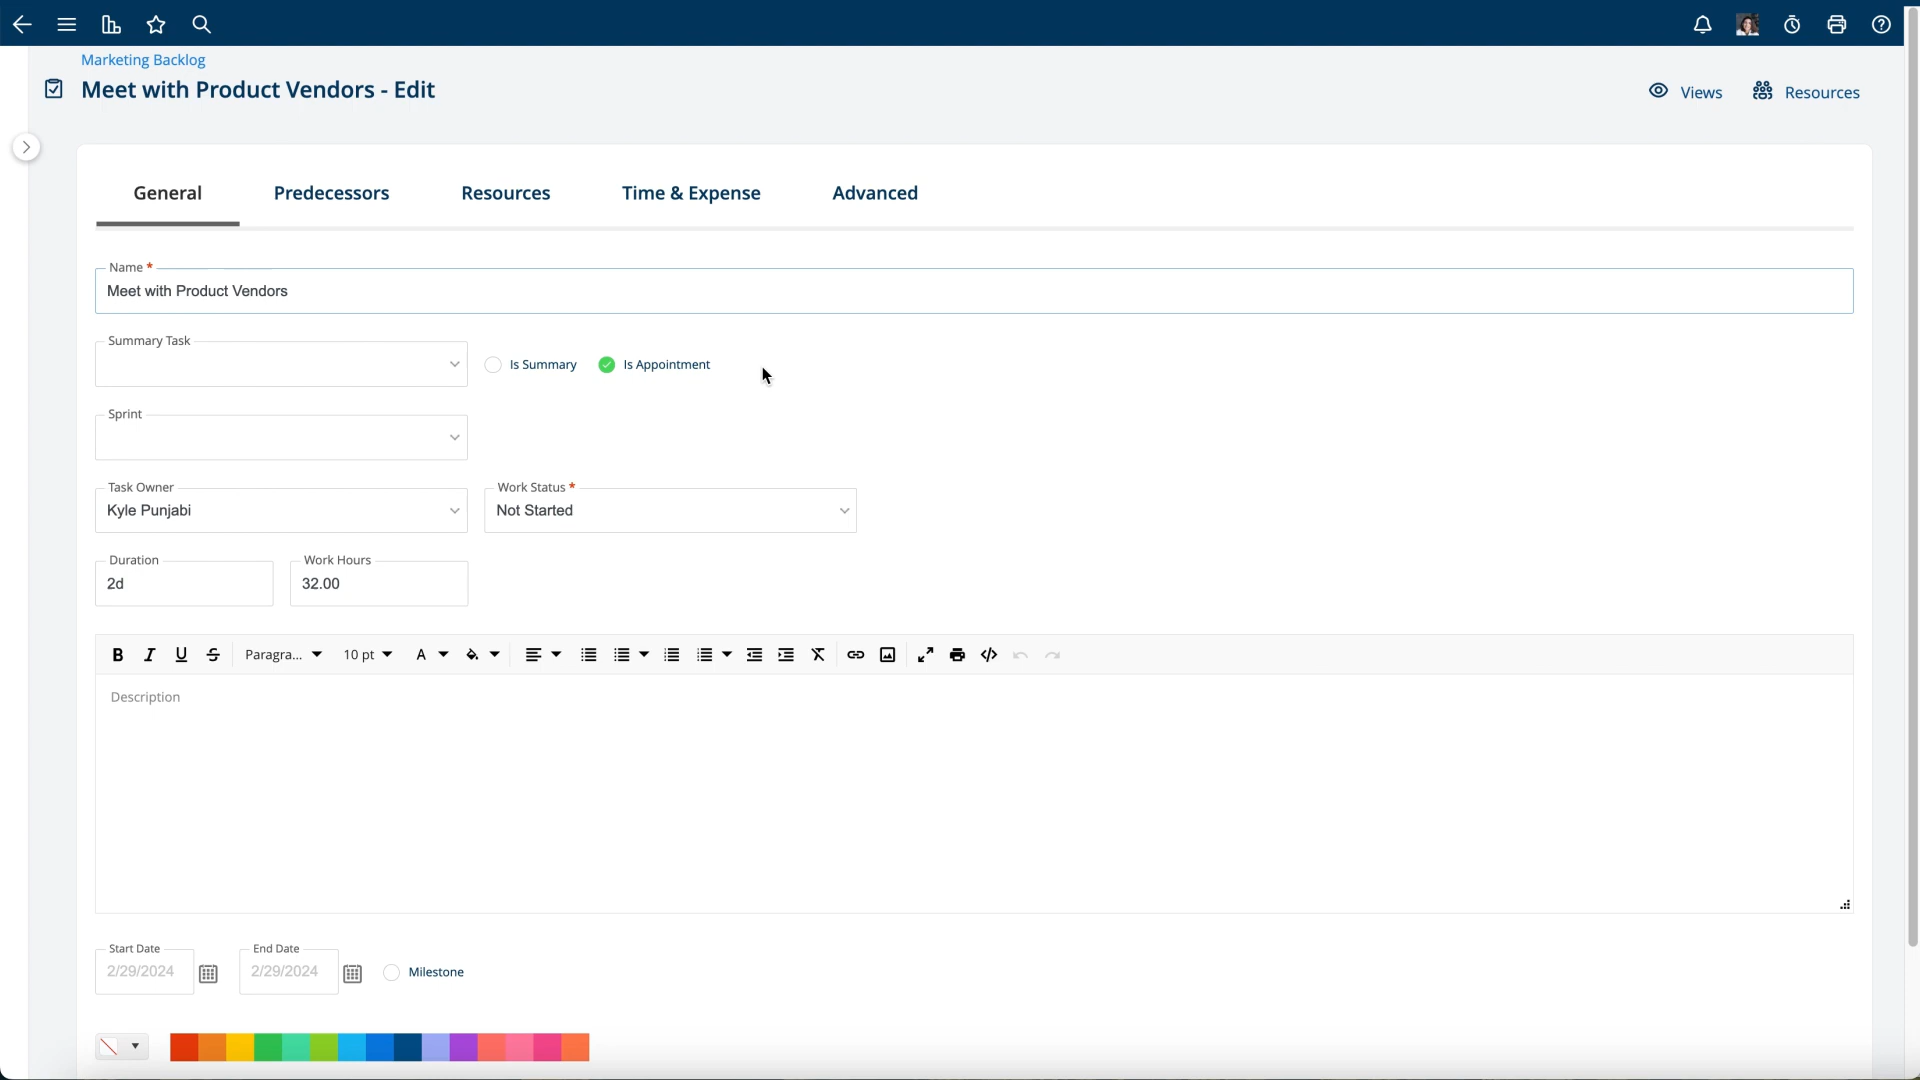 Marketing Backlog
Meet with Product Vendors - Edit
Views Resources
General Predecessors Resources Time & Expense Advanced
Name *
Meet with Product Vendors
Summary Task
Is Summary Is Appointment
Sprint
Task Owner Work Status *
Kyle Punjabi Not Started
Duration Work Hours
2d 32.00
B I U S Paragra... 10 pt A
Description
Start Date End Date
2/29/2024 2/29/2024 Milestone